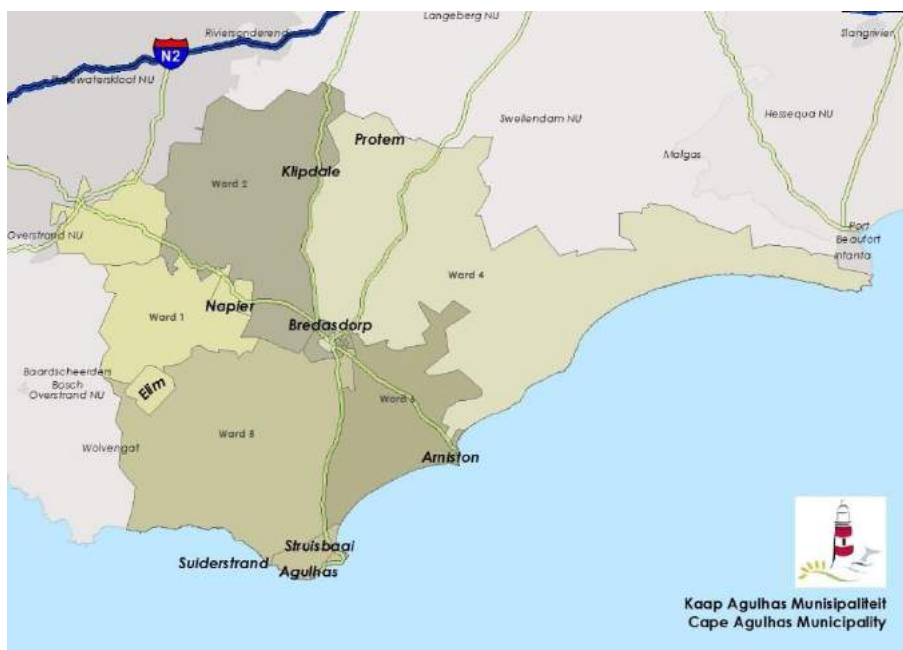 Langeberg NU
Riviersonderend
Slangrivier
N2
Theewaterskloof NU
Hessequa NU
Swellendam NU
Protem
Malgas
Klipdale
Ward 2
Port
Beaufort
Infanta
Overstrand NU
Ward 4
Napier
Ward 1
Bredasdorp
Baardscheerders
Bosch
Overstrand NU
Elim
Ward 6
Ward 5
Wolvengat
Arniston
Struisbaai
Suiderstrand
Agulhas
Kaap Agulhas Munisipaliteit
Cape Agulhas Municipality